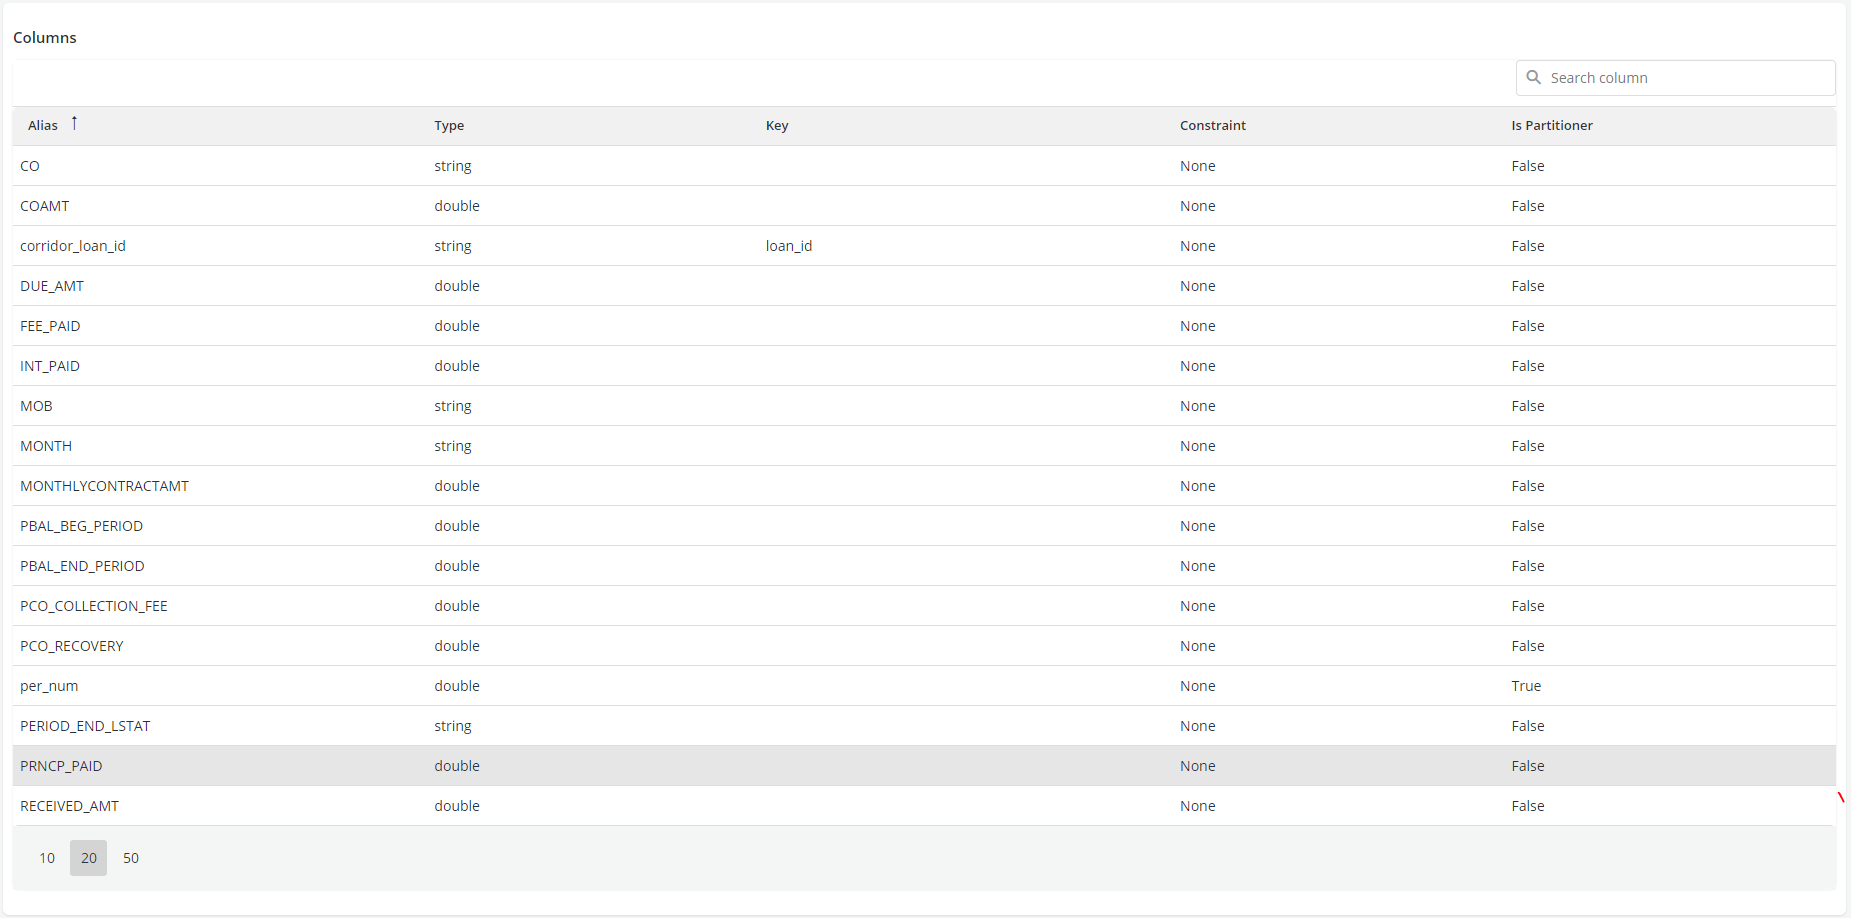 Columns
Search column
Alias ↑ Type Key Constraint Is Partitioner
CO string None False
COAMT double None False
corridor_loan_id string loan_id None False
DUE_AMT double None False
FEE_PAID double None False
INT_PAID double None False
MOB string None False
MONTH string None False
MONTHLYCONTRACTAMT double None False
PBAL_BEG_PERIOD double None False
PBAL_END_PERIOD double None False
PCO_COLLECTION_FEE double None False
PCO_RECOVERY double None False
per_num double None True
PERIOD_END_LSTAT string None False
PRNCP_PAID double None False
RECEIVED_AMT double None False
10 20 50